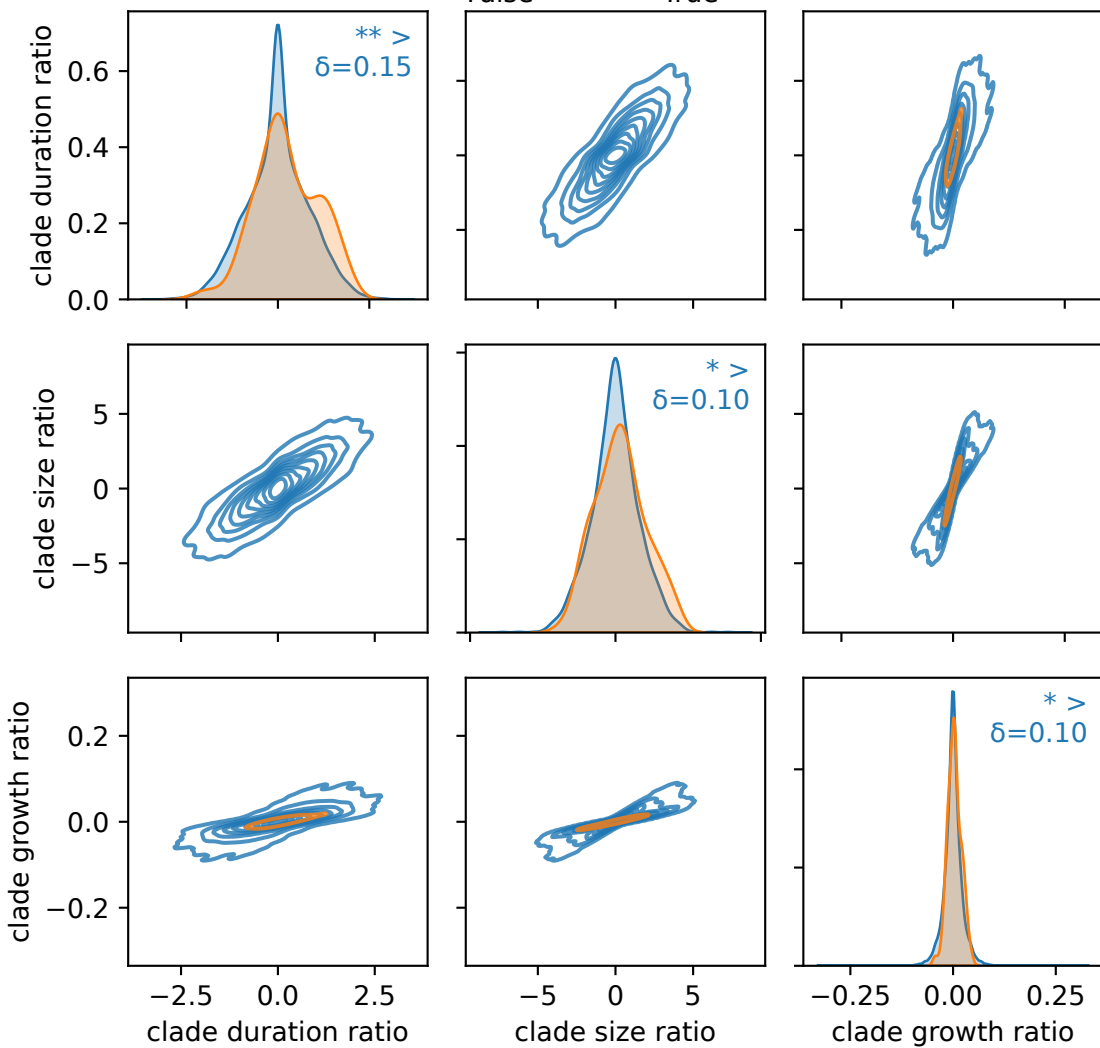 clade duration ratio
0.6
0.4
0.2
0.0
** >
δ=0.15
clade size ratio
5
0
−5
* >
δ=0.10
clade growth ratio
0.2
0.0
−0.2
* >
δ=0.10
−2.5 0.0 2.5
−5 0 5
−0.25 0.00 0.25
clade duration ratio
clade size ratio
clade growth ratio